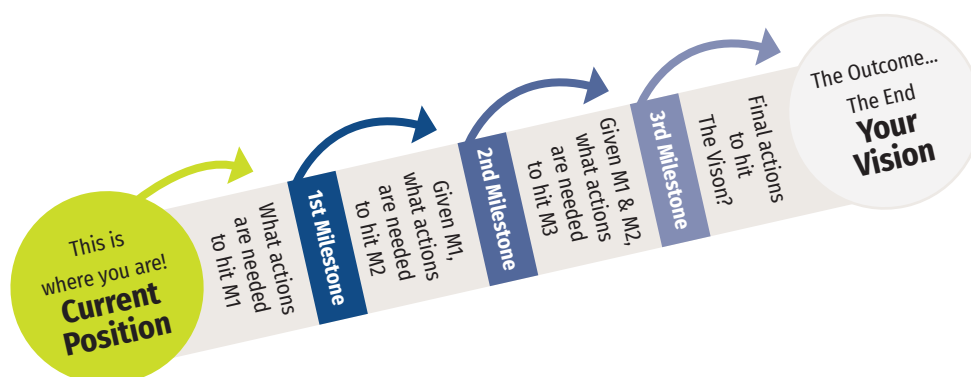 This is
where you are!
Current
Position
What actions
are needed
to hit M1
1st Milestone
Given M1,
what actions
are needed
to hit M2
2nd Milestone
Given M1 & M2,
what actions
are needed
to hit M3
3rd Milestone
Final actions
to hit
The Vison?
The Outcome...
The End
Your
Vision